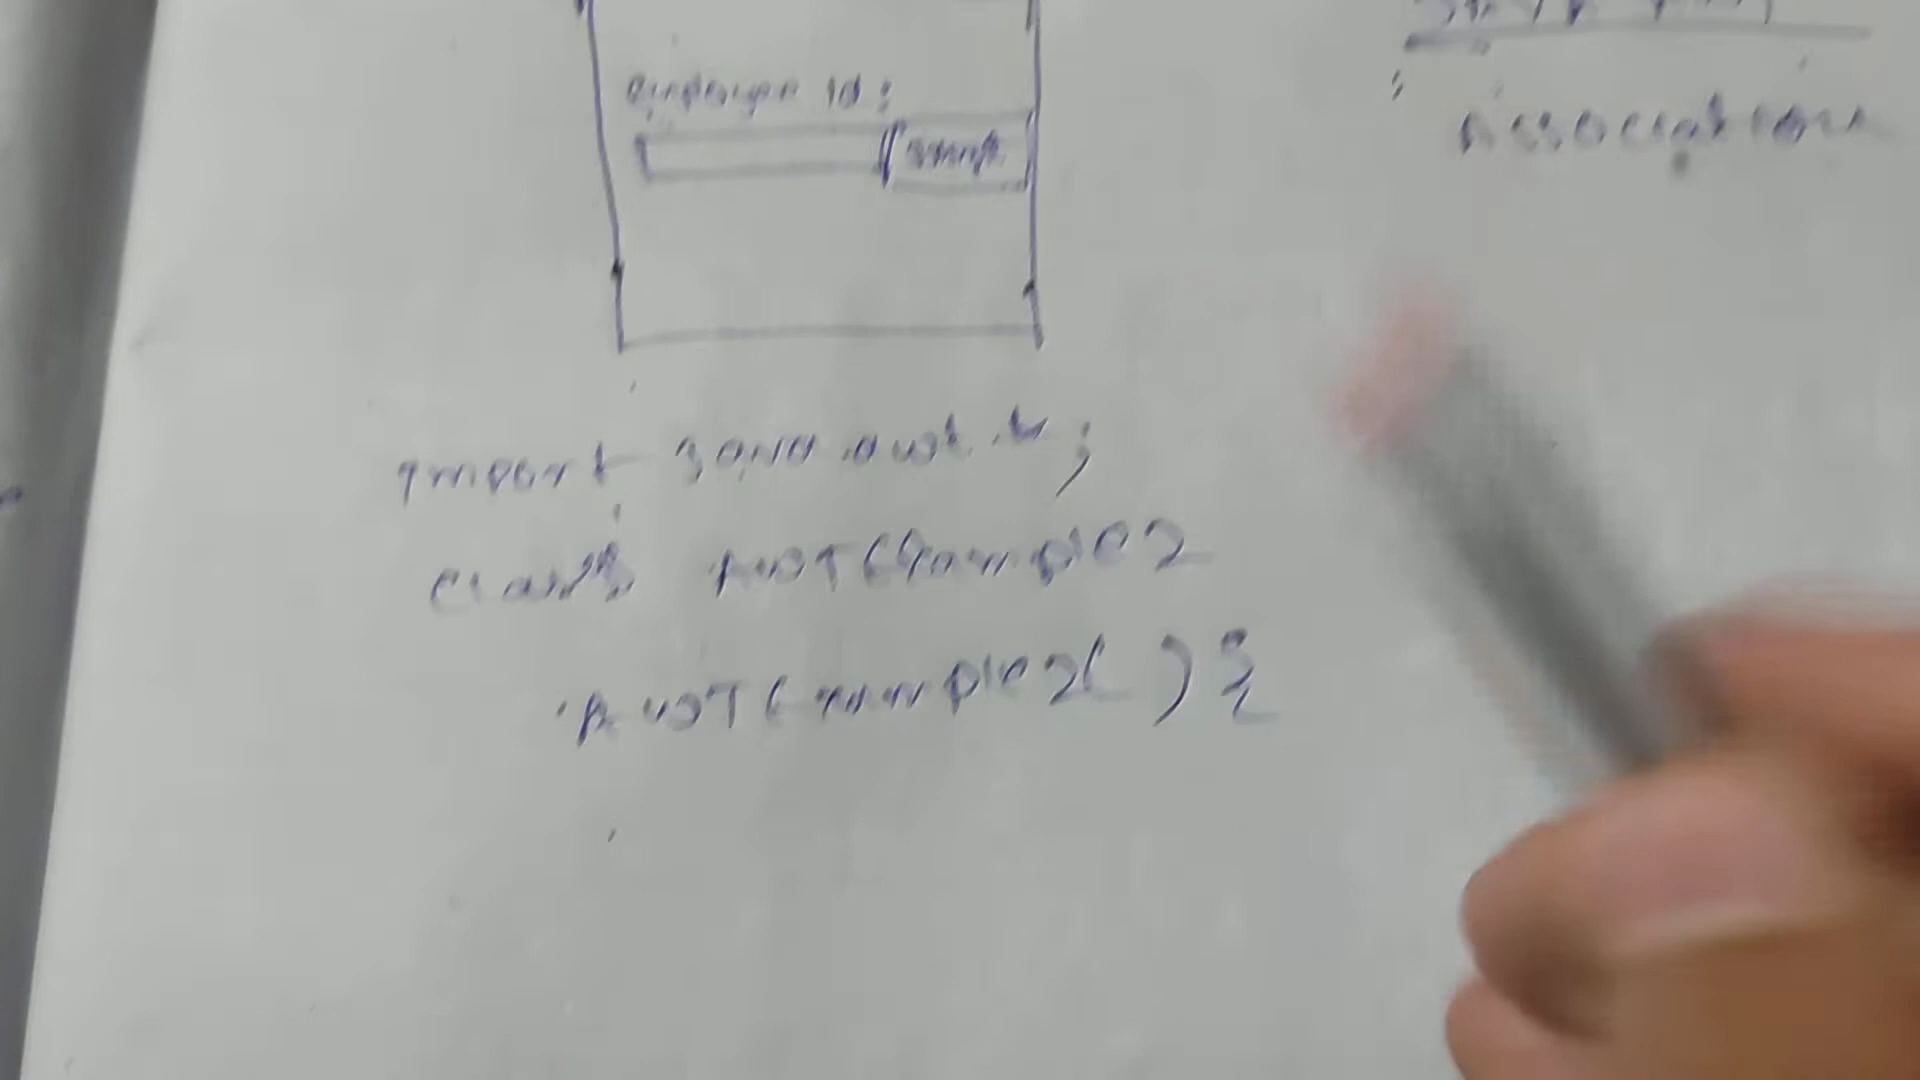 Employee id:
Submit
Association
import java.awt.*;
class AWTExample2
AWTExample2( ) {